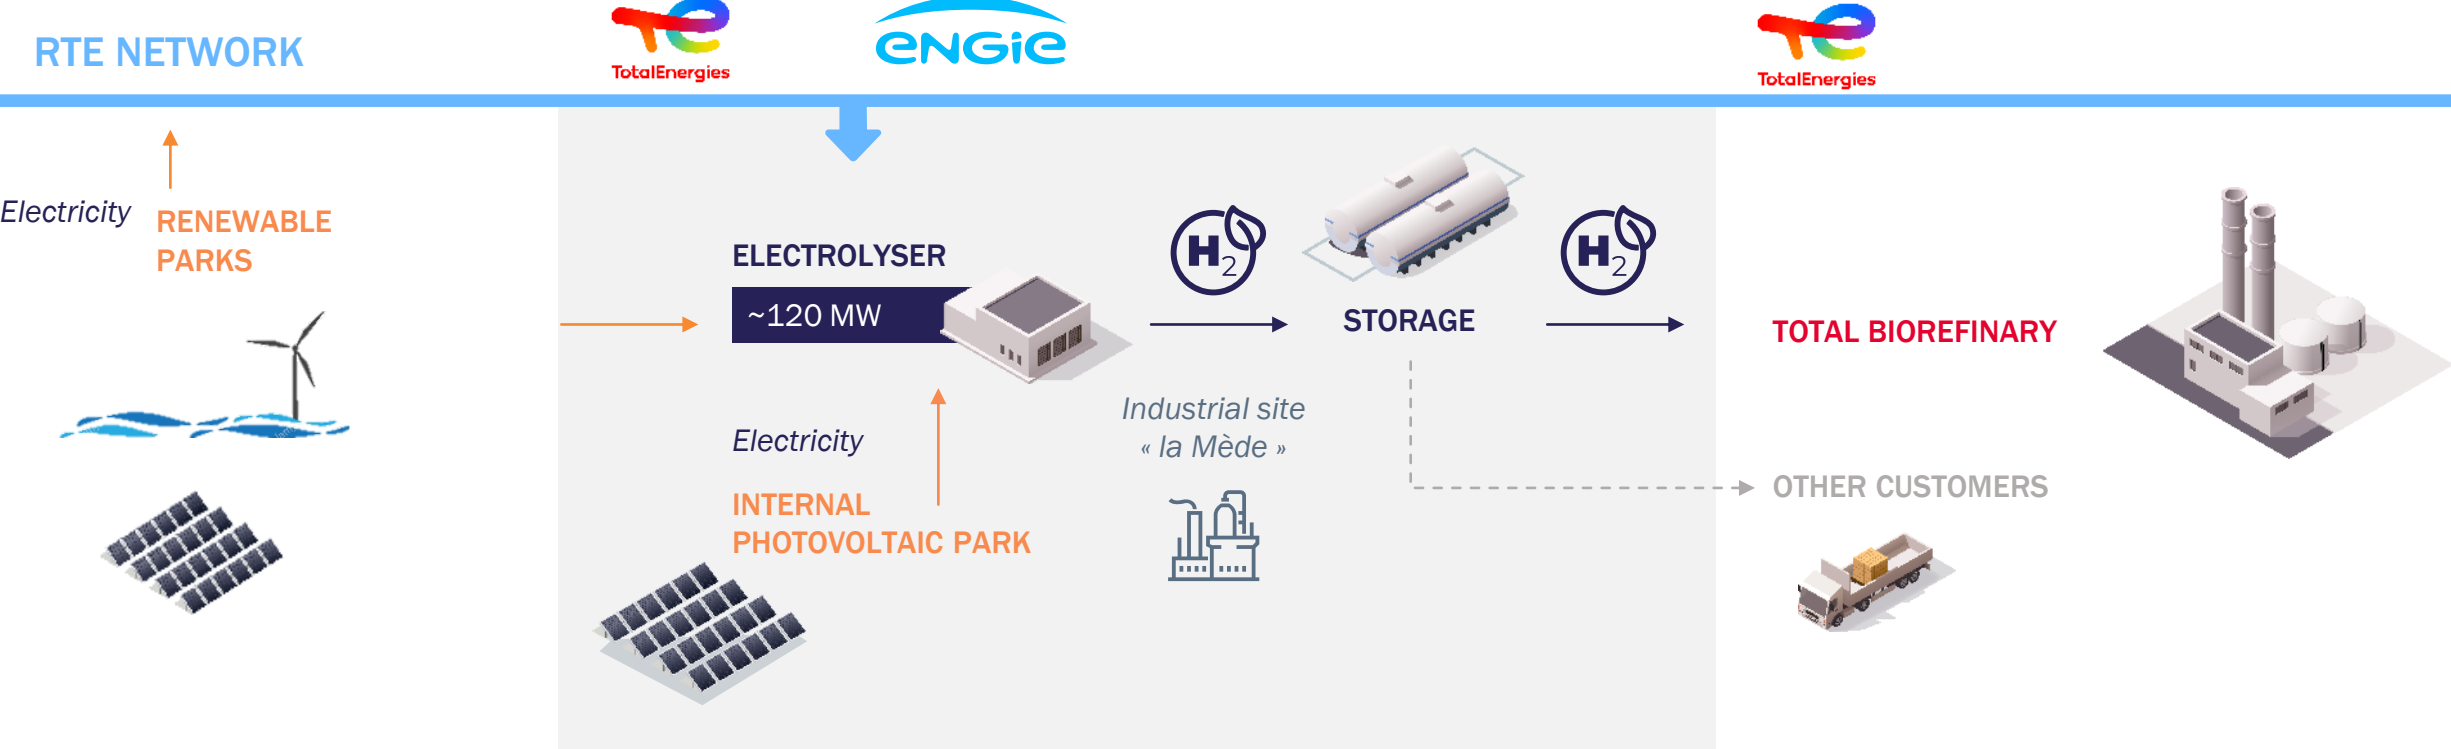 RTE NETWORK
TotalEnergies
ENGIE
TotalEnergies
Electricity
RENEWABLE
PARKS
ELECTROLYSER
~120 MW
H2
STORAGE
H2
TOTAL BIOREFINARY
Industrial site
« la Mède »
Electricity
INTERNAL
PHOTOVOLTAIC PARK
OTHER CUSTOMERS